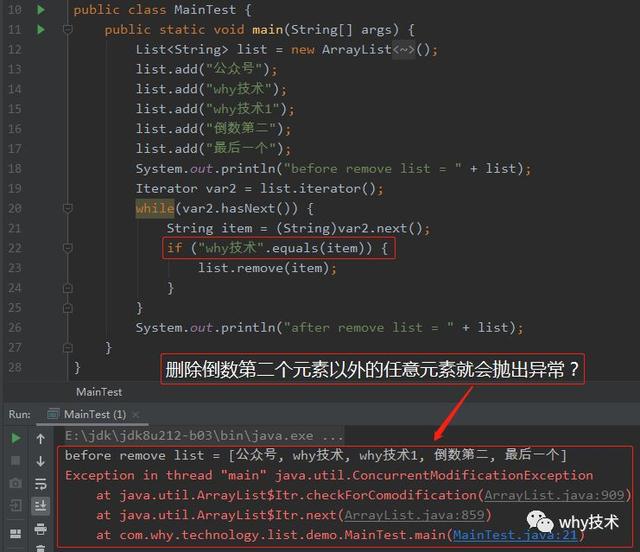 10 public class MainTest {
11 public static void main(String[] args) {
12 List<String> list = new ArrayList<~>();
13 list.add("公众号");
14 list.add("why技术");
15 list.add("why技术1");
16 list.add("倒数第二");
17 list.add("最后一个");
18 System.out.println("before remove list = " + list);
19 Iterator var2 = list.iterator();
20 while(var2.hasNext()) {
21 String item = (String)var2.next();
22 if ("why技术".equals(item)) {
23 list.remove(item);
24 }
25 }
26 System.out.println("after remove list = " + list);
27 }
28 }
删除倒数第二个元素以外的任意元素就会抛出异常？
MainTest
Run: MainTest (1) ×
E:\jdk\jdk8u212-b03\bin\java.exe ...
before remove list = [公众号, why技术, why技术1, 倒数第二, 最后一个]
Exception in thread "main" java.util.ConcurrentModificationException
at java.util.ArrayList$Itr.checkForComodification(ArrayList.java:909)
at java.util.ArrayList$Itr.next(ArrayList.java:859)
at com.why.technology.list.demo.MainTest.main(MainTest.java:21)
why技术